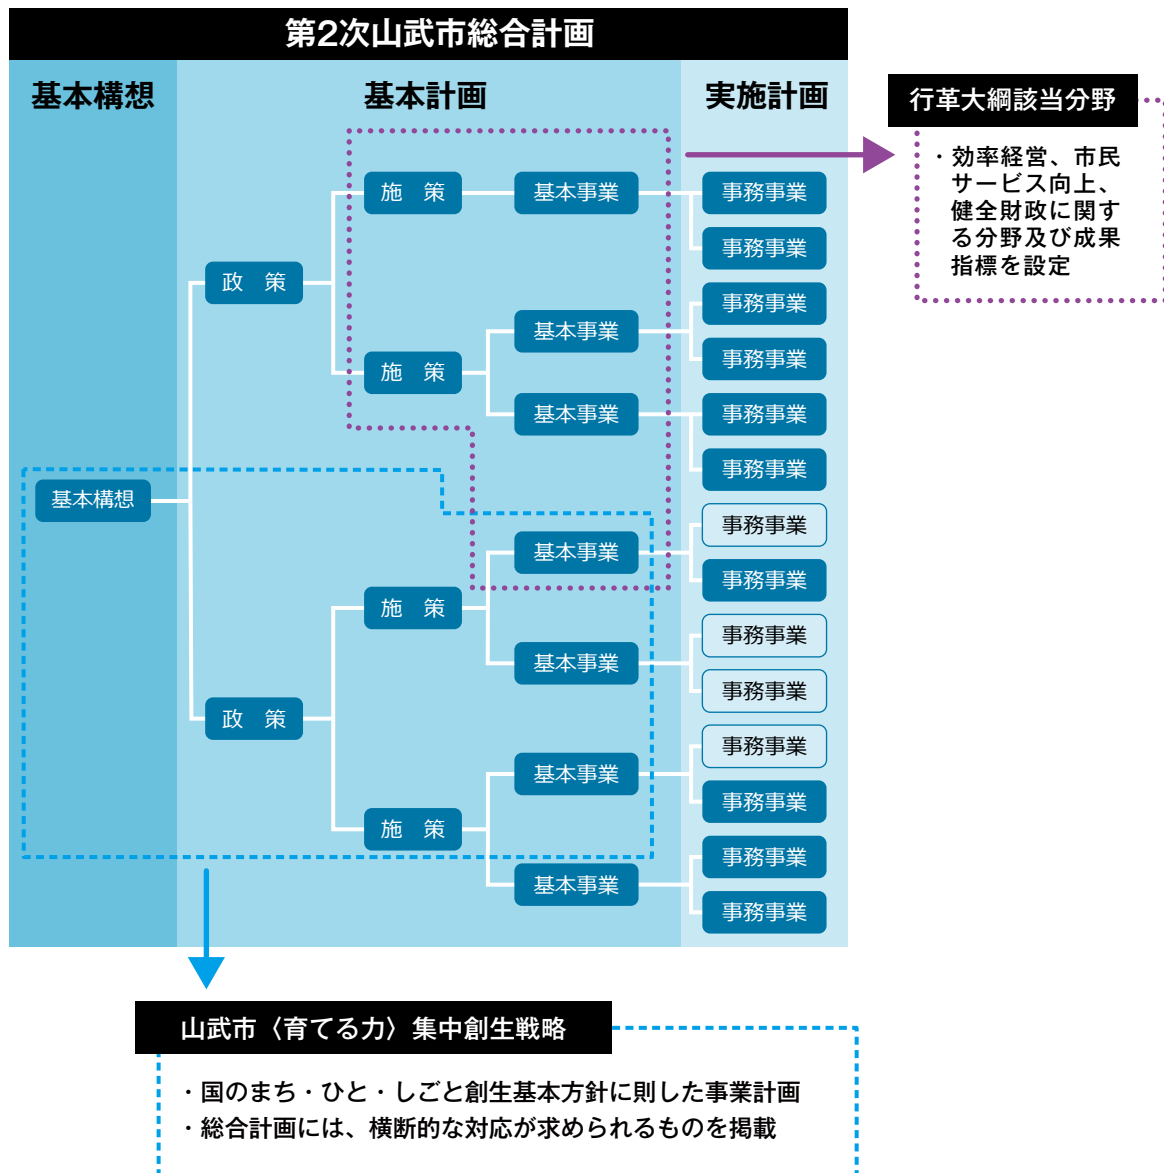 第2次山武市総合計画
基本構想
基本計画
実施計画
行革大綱該当分野
・効率経営、市民
サービス向上、
健全財政に関す
る分野及び成果
指標を設定
施　策
基本事業
事務事業
事務事業
政　策
事務事業
基本事業
事務事業
施　策
基本事業
事務事業
事務事業
基本構想
事務事業
基本事業
事務事業
施　策
事務事業
基本事業
事務事業
政　策
事務事業
基本事業
事務事業
施　策
事務事業
基本事業
事務事業
山武市〈育てる力〉集中創生戦略
・国のまち・ひと・しごと創生基本方針に則した事業計画
・総合計画には、横断的な対応が求められるものを掲載